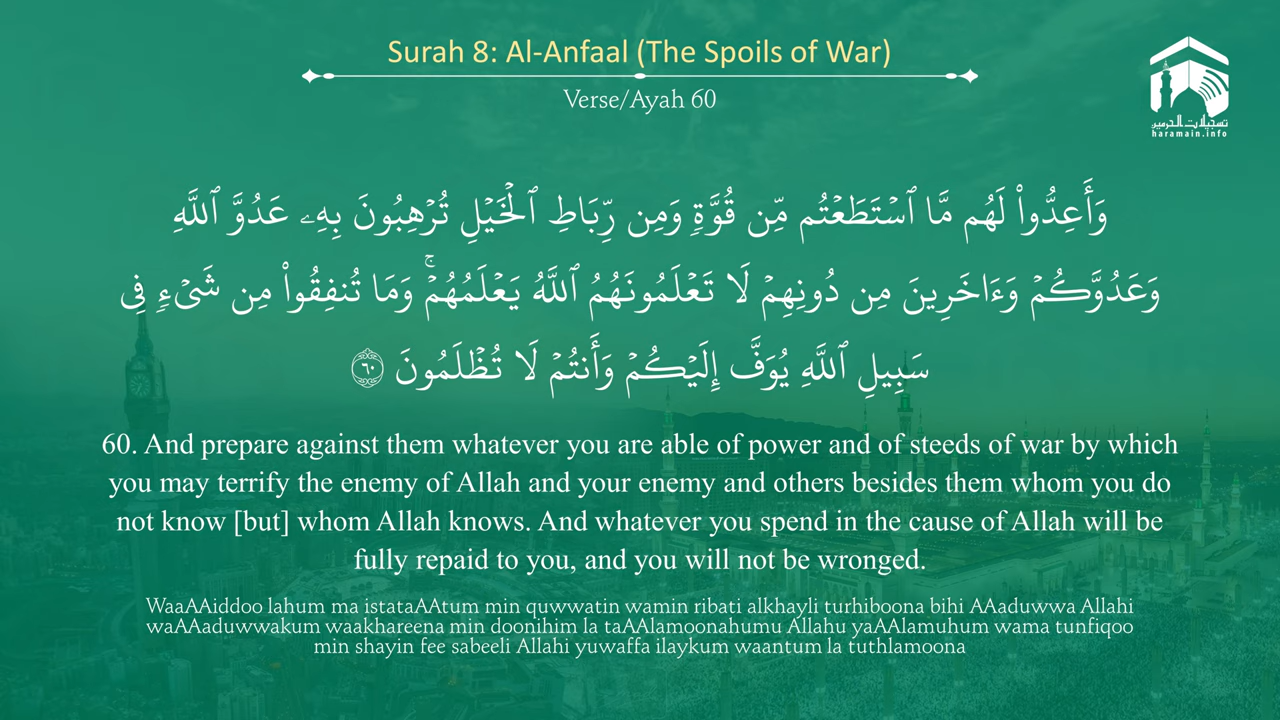 Surah 8: Al-Anfaal (The Spoils of War)
Verse/Ayah 60
تسجيلات الحرمين
haramain.info
وَأَعِدُّوا۟ لَهُم مَّا ٱسْتَطَعْتُم مِّن قُوَّةٍۢ وَمِن رِّبَاطِ ٱلْخَيْلِ تُرْهِبُونَ بِهِۦ عَدُوَّ ٱللَّهِ
وَعَدُوَّكُمْ وَءَاخَرِينَ مِن دُونِهِمْ لَا تَعْلَمُونَهُمُ ٱللَّهُ يَعْلَمُهُمْ ۚ وَمَا تُنفِقُوا۟ مِن شَىْءٍۢ فِى
سَبِيلِ ٱللَّهِ يُوَفَّ إِلَيْكُمْ وَأَنتُمْ لَا تُظْلَمُونَ ٦٠
60. And prepare against them whatever you are able of power and of steeds of war by which
you may terrify the enemy of Allah and your enemy and others besides them whom you do
not know [but] whom Allah knows. And whatever you spend in the cause of Allah will be
fully repaid to you, and you will not be wronged.
WaaAAiddoo lahum ma istataAAtum min quwwatin wamin ribati alkhayli turhiboona bihi AAaduwwa Allahi
waAAaduwwakum waakhareena min doonihim la taAAlamoonahumu Allahu yaAAlamuhum wama tunfiqoo
min shayin fee sabeeli Allahi yuwaffa ilaykum waantum la tuthlamoona